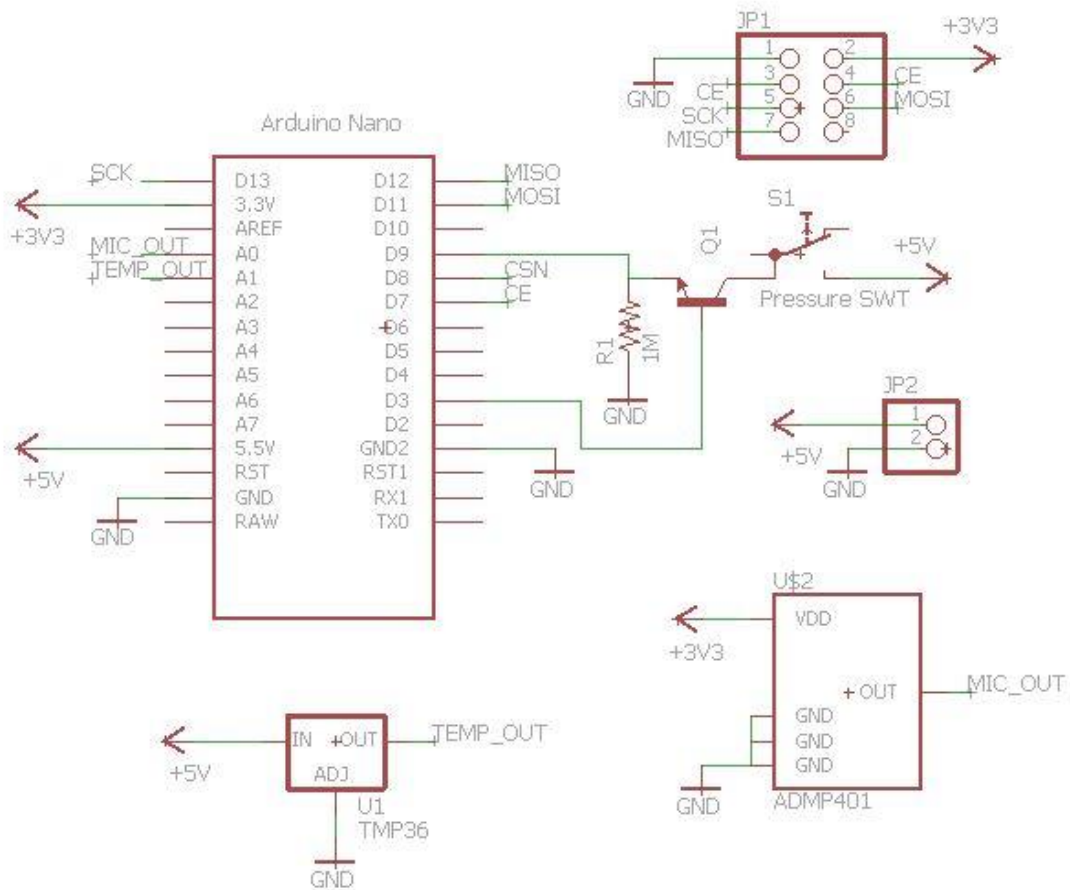 JP1
+3V3
1
2
3
4
CE
5
6
CE
MOSI
7
8
SCK
MISO
GND
Arduino Nano
SCK
D13
D12
MISO
3.3V
D11
MOSI
+3V3
AREF
D10
MIC_OUT
A0
D9
TEMP_OUT
A1
D8
CSN
A2
D7
CE
A3
D6
A4
D5
A5
D4
A6
D3
A7
D2
5.5V
GND2
+5V
RST
RST1
GND
GND
RX1
GND
RAW
TX0
S1
Q1
+5V
Pressure SWT
R1
1M
GND
JP2
1
2
+5V
GND
U$2
VDD
+3V3
OUT
MIC_OUT
GND
GND
GND
GND
ADMP401
IN
OUT
TEMP_OUT
+5V
ADJ
U1
TMP36
GND